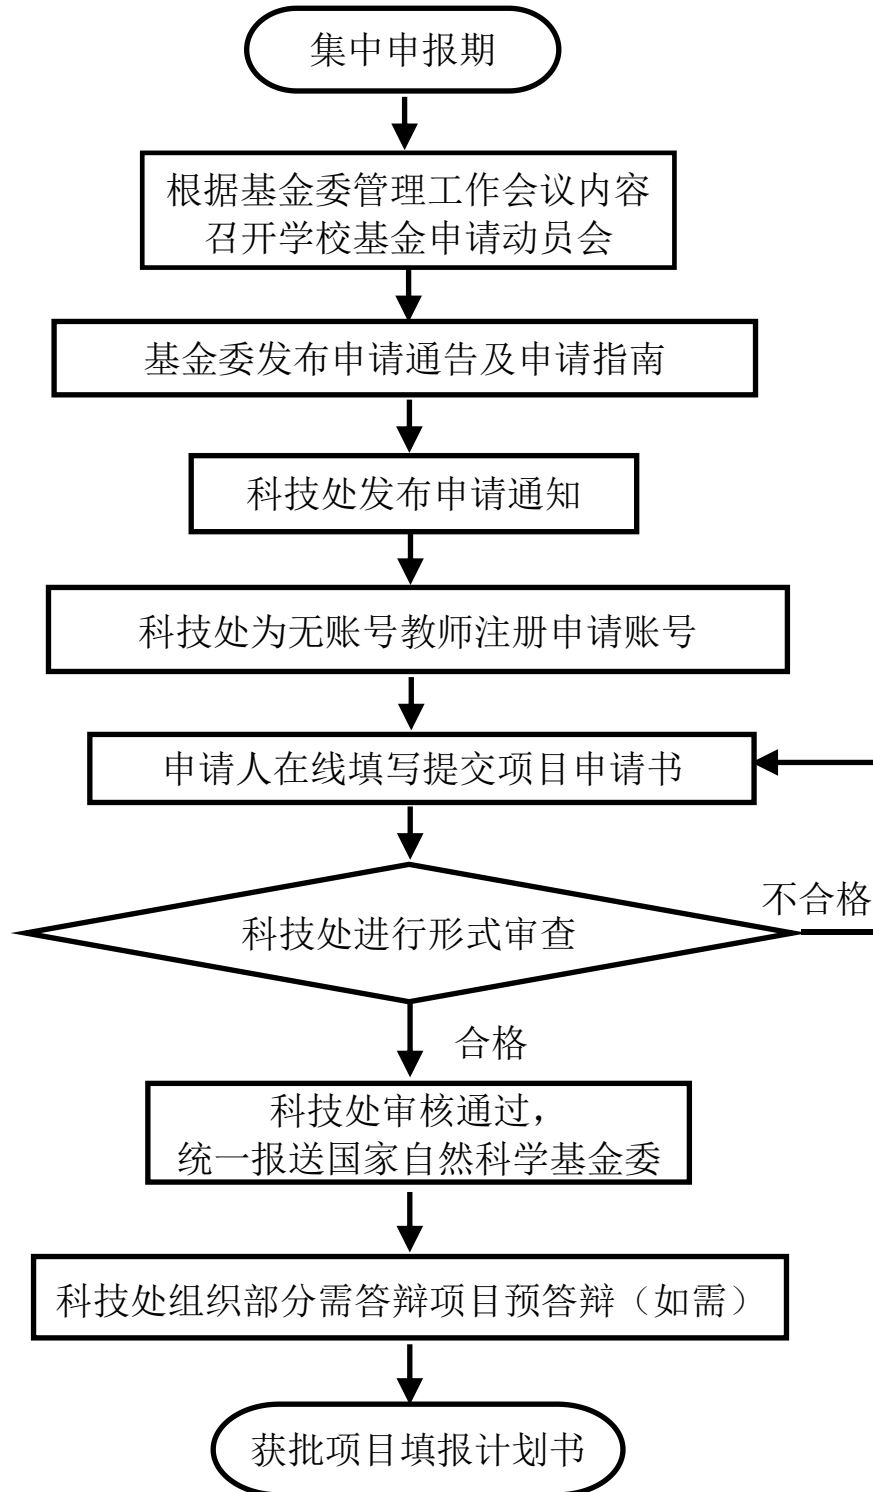 集中申报期
根据基金委管理工作会议内容
召开学校基金申请动员会
基金委发布申请通告及申请指南
科技处发布申请通知
科技处为无账号教师注册申请账号
申请人在线填写提交项目申请书
不合格
科技处进行形式审查
合格
科技处审核通过，
统一报送国家自然科学基金委
科技处组织部分需答辩项目预答辩（如需）
获批项目填报计划书